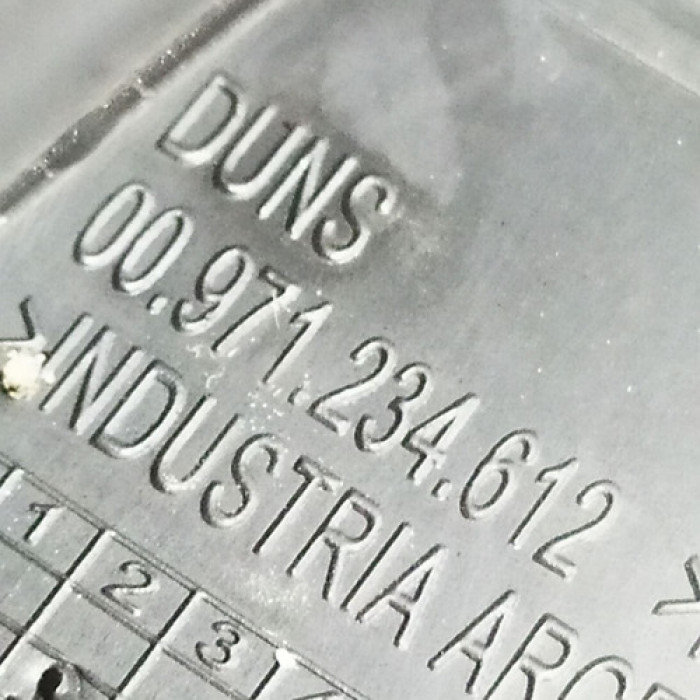 DUNS
00.971.234.612
>INDUSTRIA
1 2 3